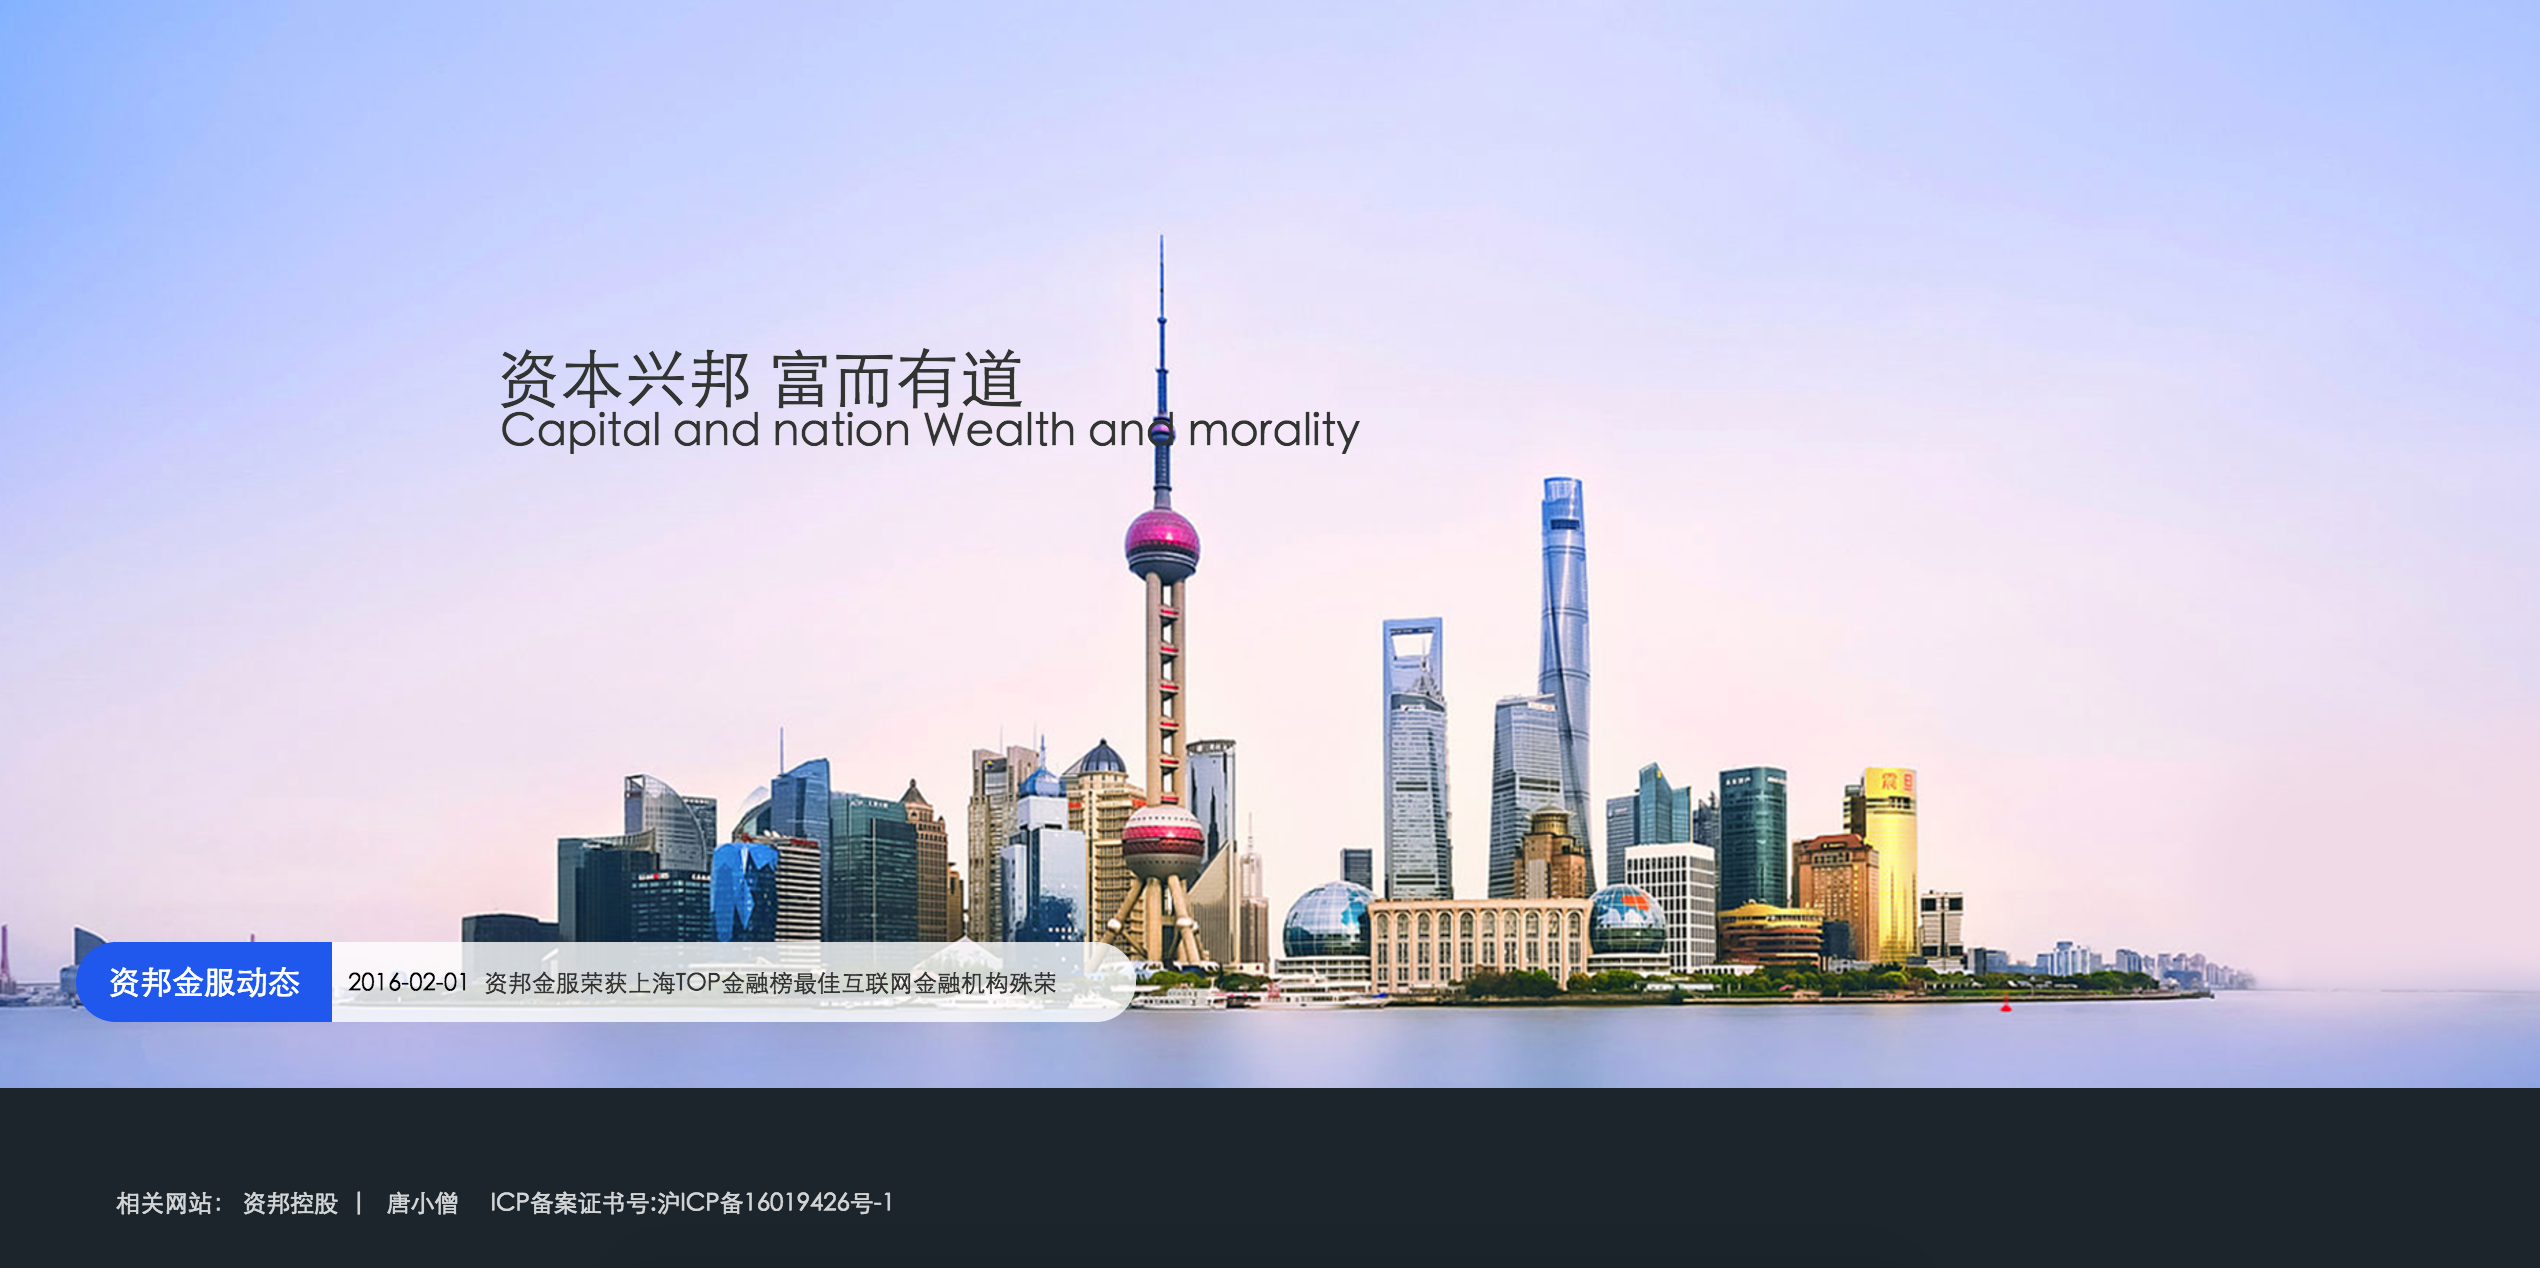 资本兴邦 富而有道
Capital and nation Wealth and morality
震旦
资邦金服动态 2016-02-01 资邦金服荣获上海TOP金融榜最佳互联网金融机构殊荣
相关网站： 资邦控股 | 唐小僧 ICP备案证书号:沪ICP备16019426号-1